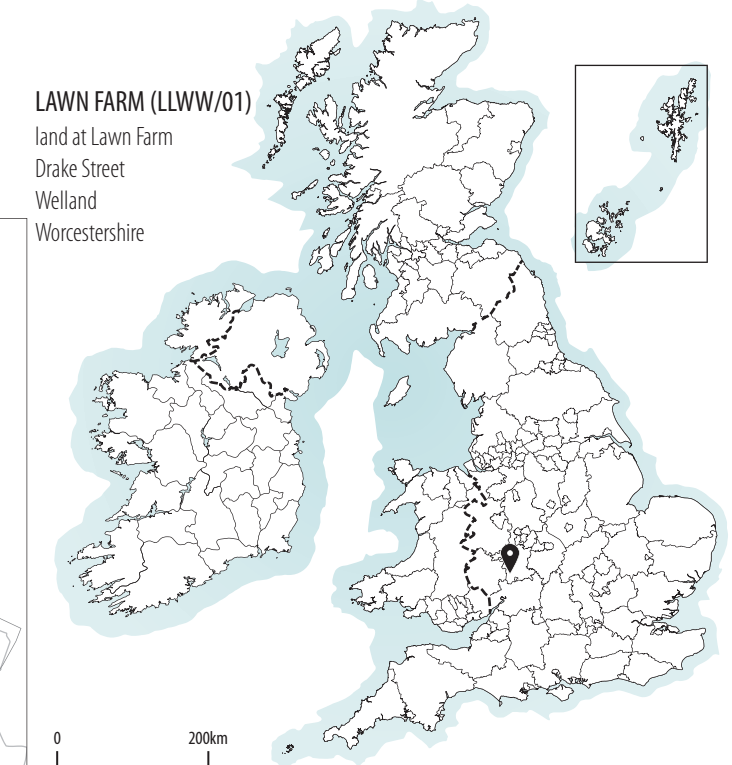 LAWN FARM (LLWW/01)
land at Lawn Farm
Drake Street
Welland
Worcestershire
0 200km